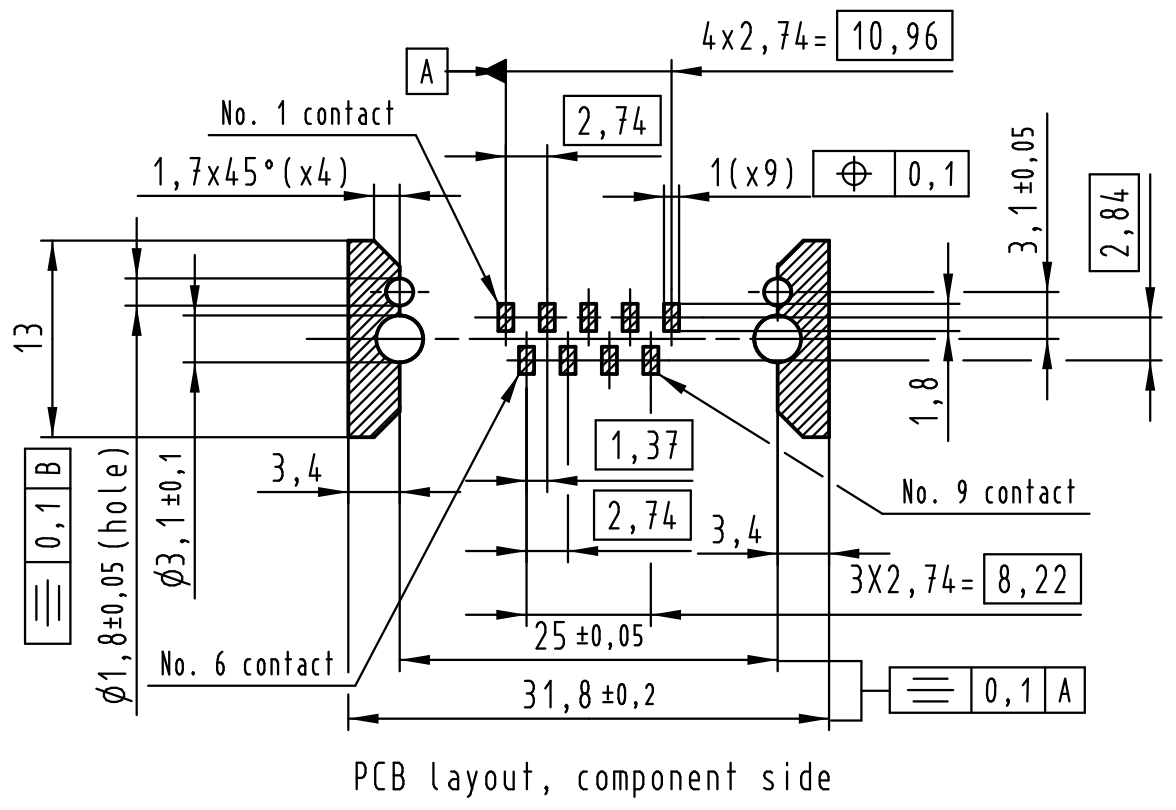 4x2,74= 10,96
A
No. 1 contact
2,74
1,7x45°(x4)
1(x9) ⌖ 0,1
3,1±0,05
2,84
13
1,8
1,37
3,4
No. 9 contact
2,74
3,4
⌯ 0,1 B
Ø1,8±0,05(hole)
Ø3,1±0,1
3X2,74= 8,22
25±0,05
No. 6 contact
31,8±0,2
⌯ 0,1 A
PCB layout, component side